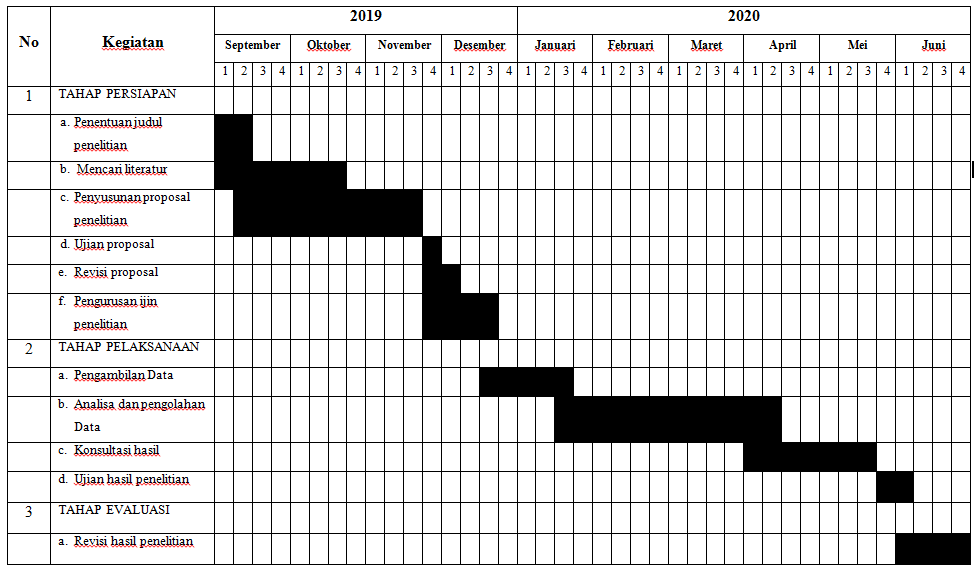 No
Kegiatan
2019
2020
September
Oktober
November
Desember
Januari
Februari
Maret
April
Mei
Juni
1 2 3 4 1 2 3 4 1 2 3 4 1 2 3 4 1 2 3 4 1 2 3 4 1 2 3 4 1 2 3 4 1 2 3 4 1 2 3 4
1 TAHAP PERSIAPAN
a. Penentuan judul
penelitian
b. Mencari literatur
c. Penyusunan proposal
penelitian
d. Ujian proposal
e. Revisi proposal
f. Pengurusan ijin
penelitian
2 TAHAP PELAKSANAAN
a. Pengambilan Data
b. Analisa dan pengolahan
Data
c. Konsultasi hasil
d. Ujian hasil penelitian
3 TAHAP EVALUASI
a. Revisi hasil penelitian